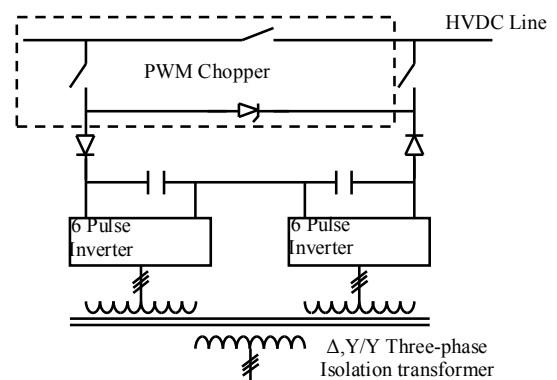 HVDC Line
PWM Chopper
6 Pulse
Inverter
6 Pulse
Inverter
Δ,Y/Y Three-phase
Isolation transformer